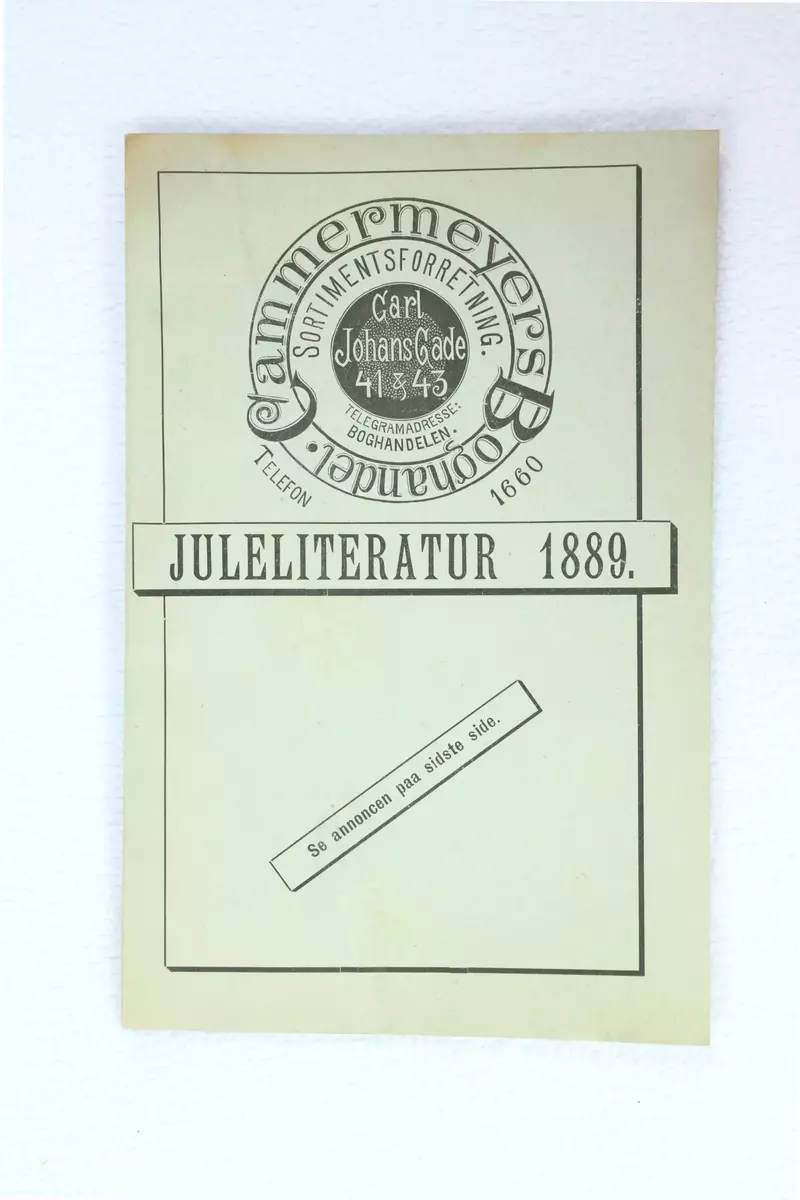 Cammermeyers Boghandel.
SORTIMENTSFORRETNING.
Carl
Johans Gade
41 & 43
TELEGRAMADRESSE:
BOGHANDELEN.
TELEFON 1660
JULELITERATUR 1889.
Se annoncen paa sidste side.